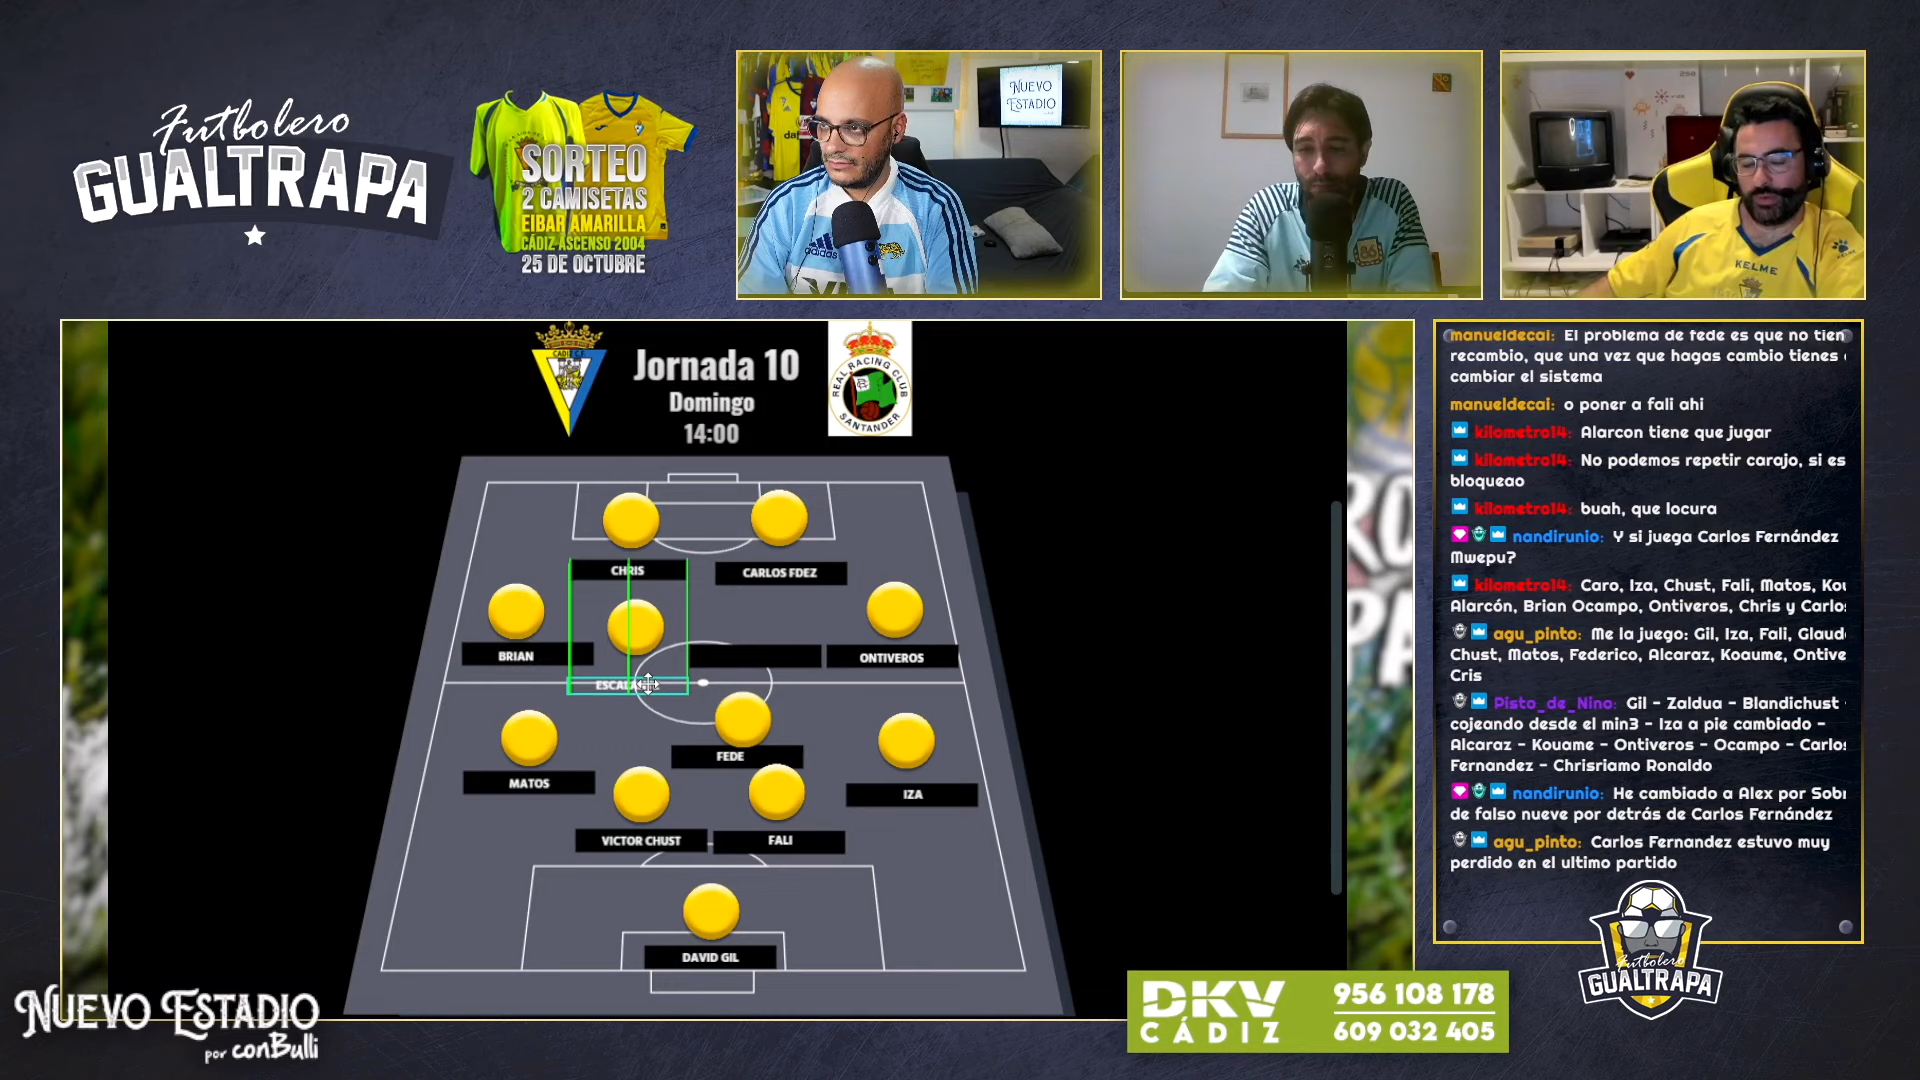 Futbolero
GUALTRAPA
SORTEO
2 CAMISETAS
EIBAR AMARILLA
CÁDIZ ASCENSO 2004
25 DE OCTUBRE
NUEVO
ESTADIO
adidas
86
KELME
Jornada 10
Domingo
14:00
REAL RACING CLUB
SANTANDER
CHRIS
CARLOS FDEZ
BRIAN
ONTIVEROS
MATOS
FEDE
IZA
VICTOR CHUST
FALI
DAVID GIL
manueldecai: El problema de fede es que no tien
recambio, que una vez que hagas cambio tienes
cambiar el sistema
manueldecai: o poner a fali ahi
kilometro14: Alarcon tiene que jugar
kilometro14: No podemos repetir carajo, si es
bloqueao
kilometro14: buah, que locura
nandirunio: Y si juega Carlos Fernández
Mwepu?
kilometro14: Caro, Iza, Chust, Fali, Matos, Kou
Alarcón, Brian Ocampo, Ontiveros, Chris y Carlo
agu_pinto: Me la juego: Gil, Iza, Fali, Glaud
Chust, Matos, Federico, Alcaraz, Koaume, Ontive
Cris
Pisto_de_Nino: Gil - Zaldua - Blandichust
cojeando desde el min3 - Iza a pie cambiado -
Alcaraz - Kouame - Ontiveros - Ocampo - Carlo
Fernandez - Chrisriamo Ronaldo
nandirunio: He cambiado a Alex por Sob
de falso nueve por detrás de Carlos Fernández
agu_pinto: Carlos Fernandez estuvo muy
perdido en el ultimo partido
Futbolero
GUALTRAPA
NUEVO ESTADIO
por conBulli
DKV
CÁDIZ
956 108 178
609 032 405